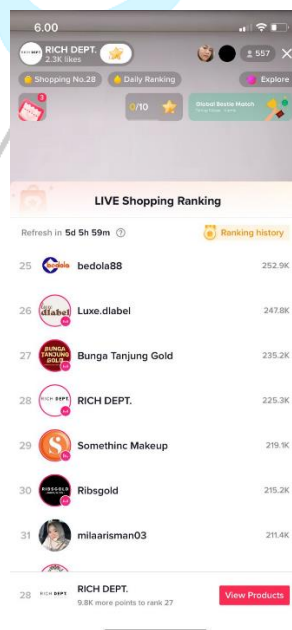 6.00
RICH DEPT.
2.3K likes
557
Shopping No.28
Daily Ranking
Explore
3
0/10
Global Bestie Match
LIVE Shopping Ranking
Refresh in 5d 5h 59m
Ranking history
25 bedola88 252.9K
26 Luxe.dlabel 247.8K
27 Bunga Tanjung Gold 235.2K
28 RICH DEPT. 225.3K
29 Somethinc Makeup 219.1K
30 Ribsgold 215.2K
31 milaarisman03 211.4K
28 RICH DEPT.
9.8K more points to rank 27
View Products